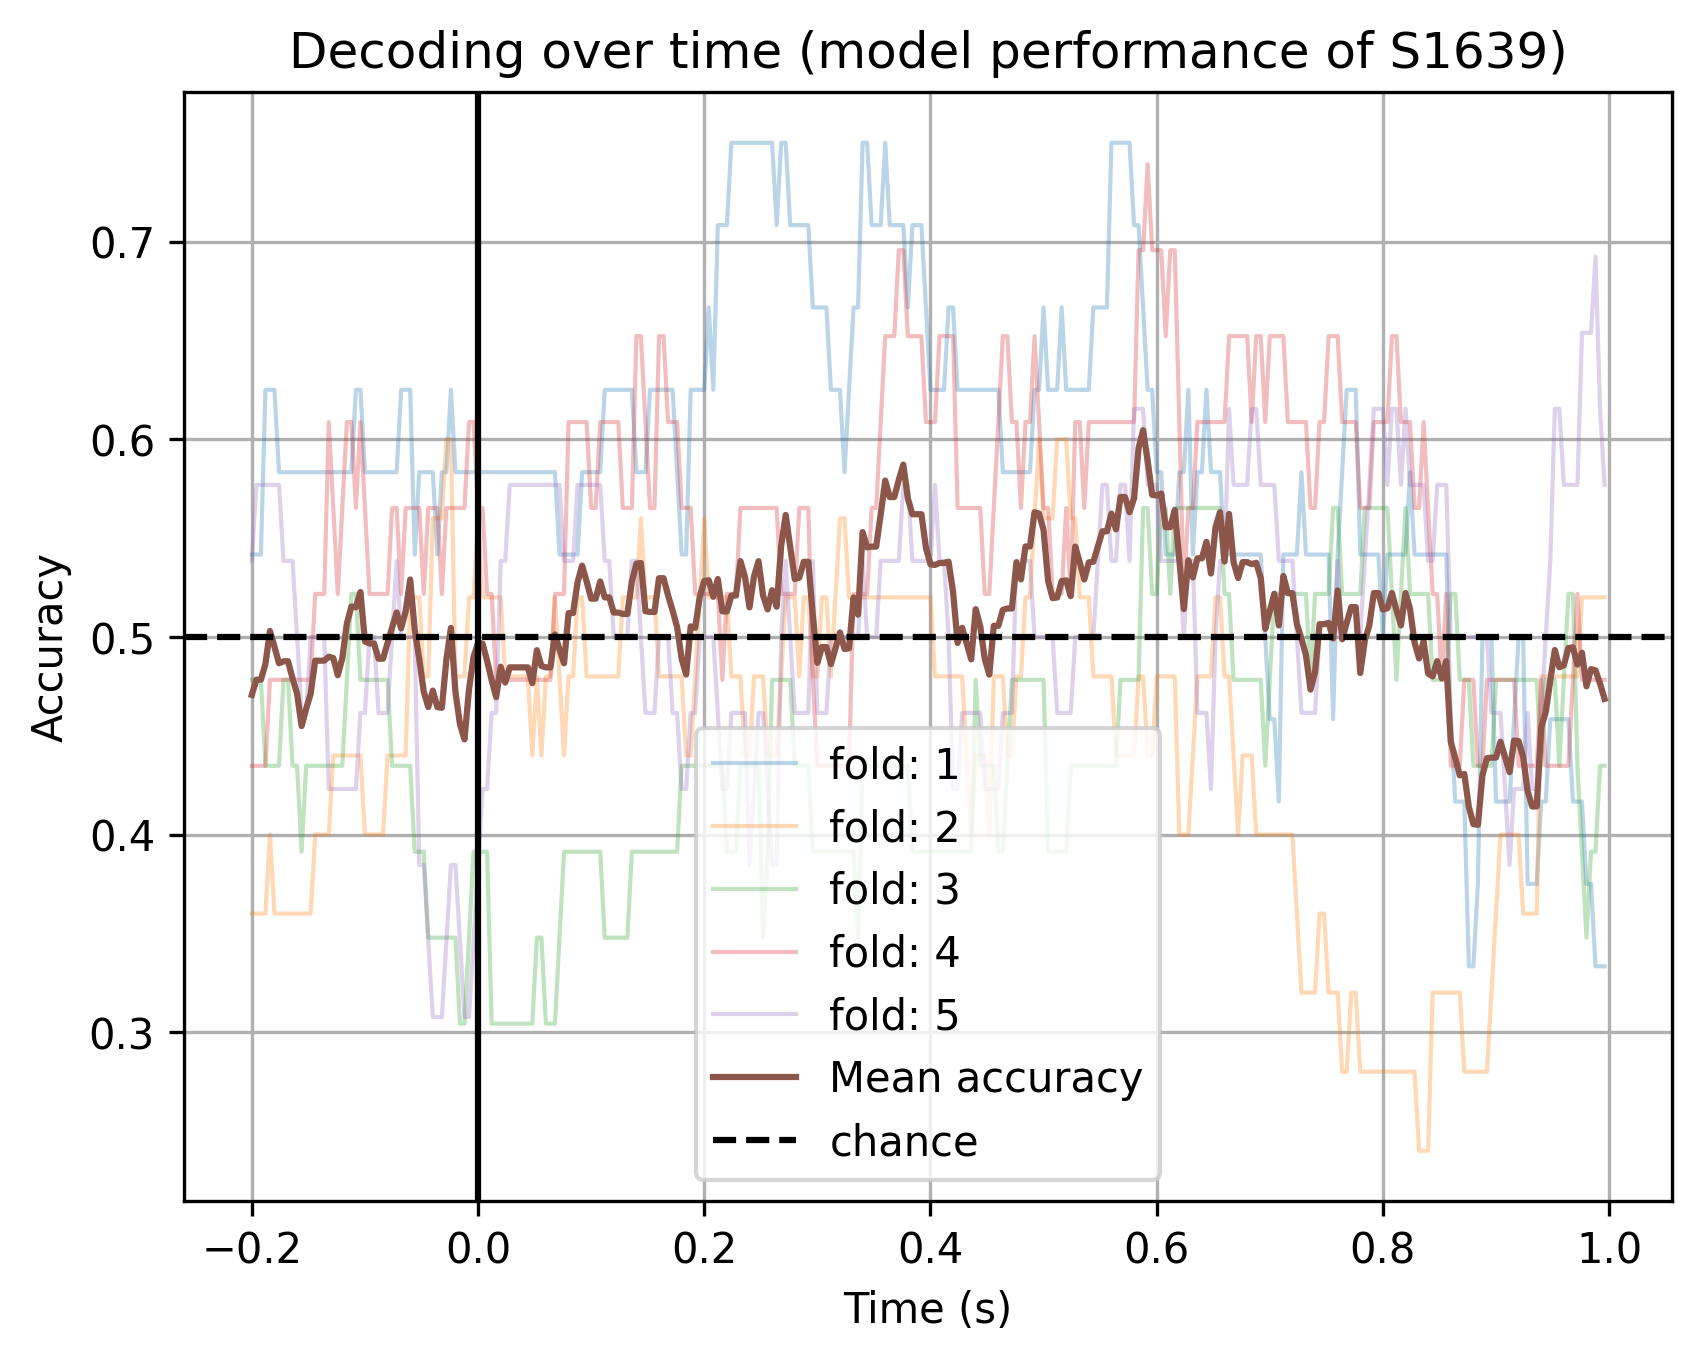 Decoding over time (model performance of S1639)
Accuracy
0.7
0.6
0.5
0.4
0.3
fold: 1
fold: 2
fold: 3
fold: 4
fold: 5
Mean accuracy
chance
−0.2 0.0 0.2 0.4 0.6 0.8 1.0
Time (s)